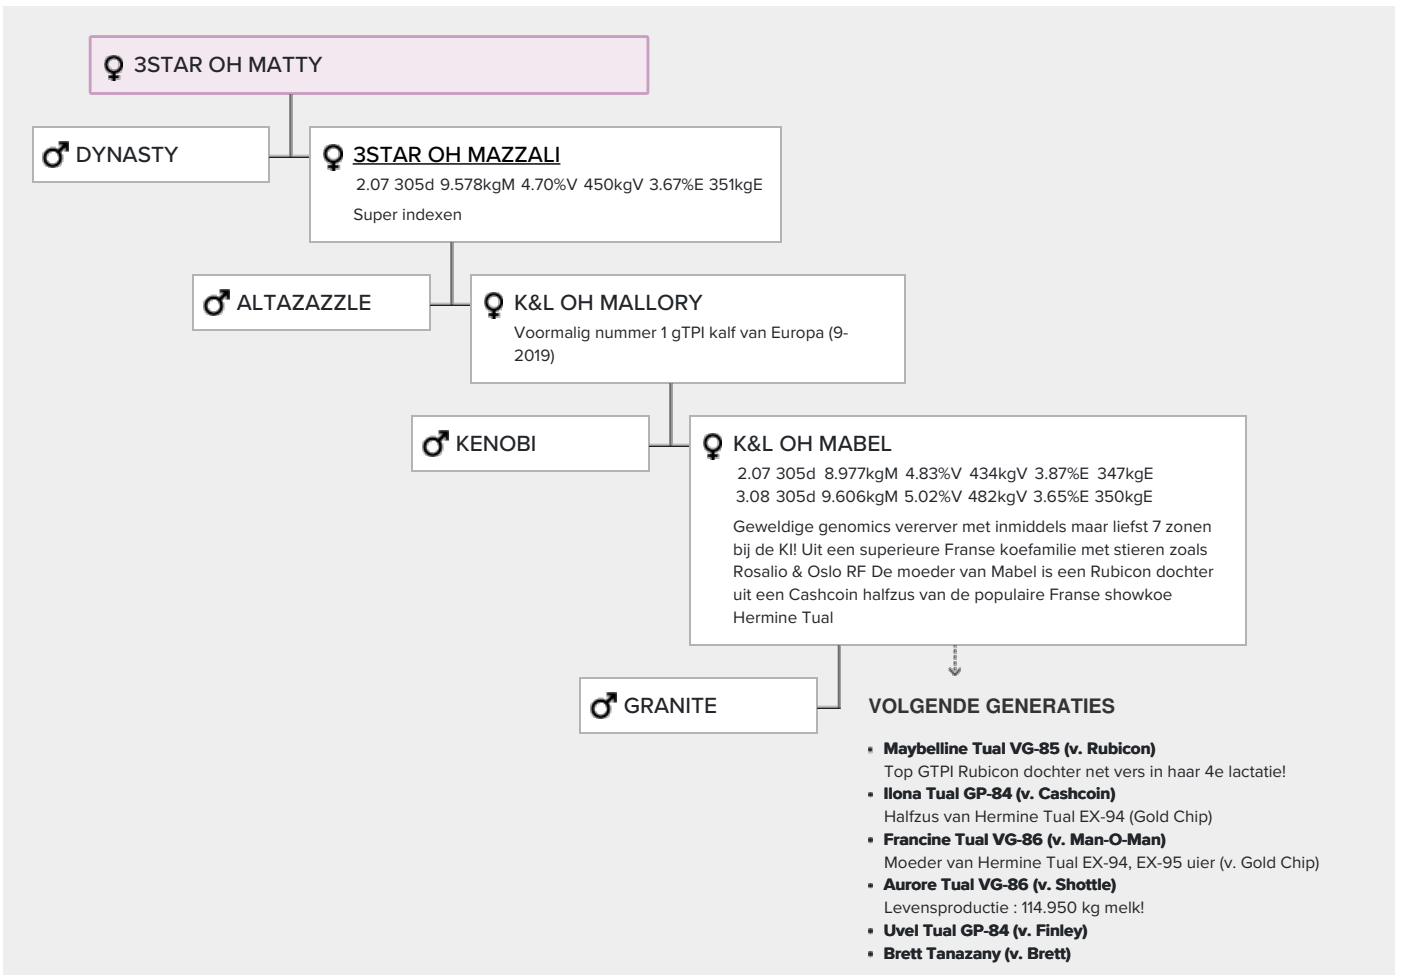 3STAR OH MATTY
DYNASTY
3STAR OH MAZZALI
2.07 305d 9.578kgM 4.70%V 450kgV 3.67%E 351kgE
Super indexen
ALTAZAZZLE
K&L OH MALLORY
Voormalig nummer 1 gTPI kalf van Europa (9-
2019)
KENOBI
K&L OH MABEL
2.07 305d 8.977kgM 4.83%V 434kgV 3.87%E 347kgE
3.08 305d 9.606kgM 5.02%V 482kgV 3.65%E 350kgE
Geweldige genomics vererver met inmiddels maar liefst 7 zonen
bij de KI! Uit een superieure Franse koefamilie met stieren zoals
Rosalio & Oslo RF De moeder van Mabel is een Rubicon dochter
uit een Cashcoin halfzus van de populaire Franse showkoe
Hermine Tual
GRANITE
VOLGENDE GENERATIES
• Maybelline Tual VG-85 (v. Rubicon)
Top GTPI Rubicon dochter net vers in haar 4e lactatie!
• Ilona Tual GP-84 (v. Cashcoin)
Halfzus van Hermine Tual EX-94 (Gold Chip)
• Francine Tual VG-86 (v. Man-O-Man)
Moeder van Hermine Tual EX-94, EX-95 uier (v. Gold Chip)
• Aurore Tual VG-86 (v. Shottle)
Levensproductie : 114.950 kg melk!
• Uvel Tual GP-84 (v. Finley)
• Brett Tanazany (v. Brett)